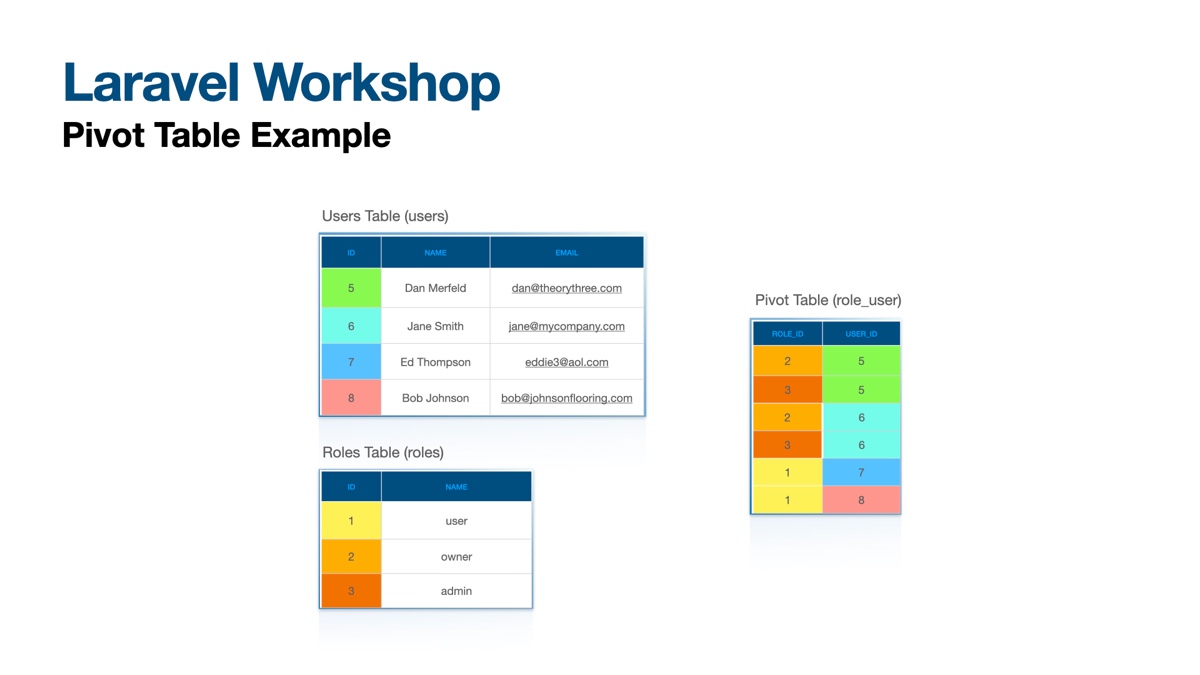 Laravel Workshop
Pivot Table Example
Users Table (users)
ID NAME EMAIL
5 Dan Merfeld dan@theorythree.com
6 Jane Smith jane@mycompany.com
7 Ed Thompson eddie3@aol.com
8 Bob Johnson bob@johnsonflooring.com
Roles Table (roles)
ID NAME
1 user
2 owner
3 admin
Pivot Table (role_user)
ROLE_ID USER_ID
2 5
3 5
2 6
3 6
1 7
1 8